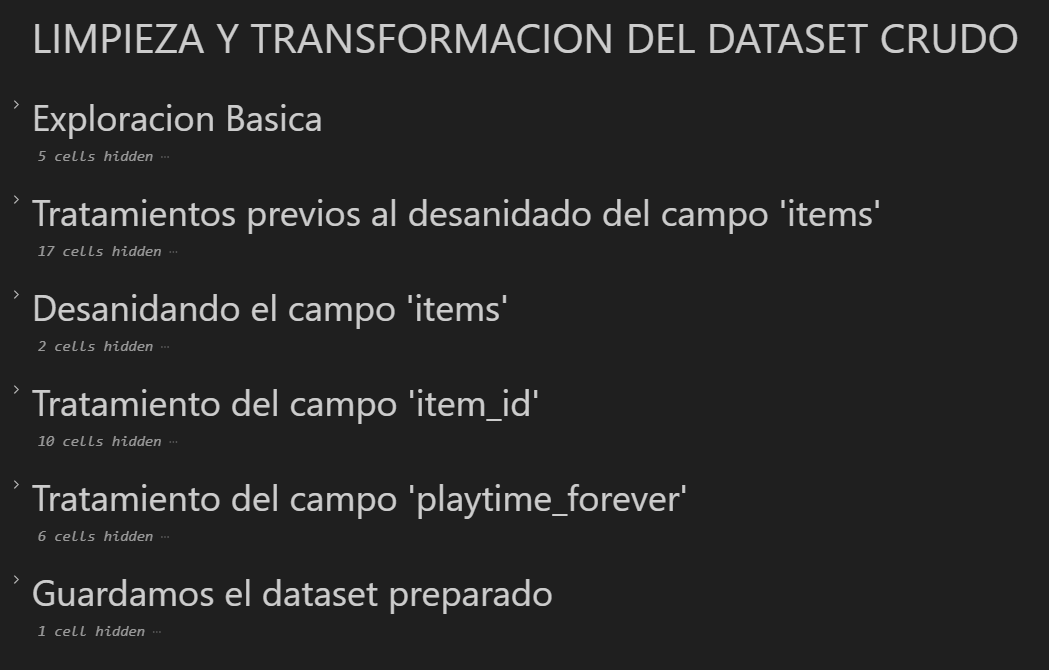 LIMPIEZA Y TRANSFORMACION DEL DATASET CRUDO
Exploracion Basica
5 cells hidden ···
Tratamientos previos al desanidado del campo 'items'
17 cells hidden ···
Desanidando el campo 'items'
2 cells hidden ···
Tratamiento del campo 'item_id'
10 cells hidden ···
Tratamiento del campo 'playtime_forever'
6 cells hidden ···
Guardamos el dataset preparado
1 cell hidden ···